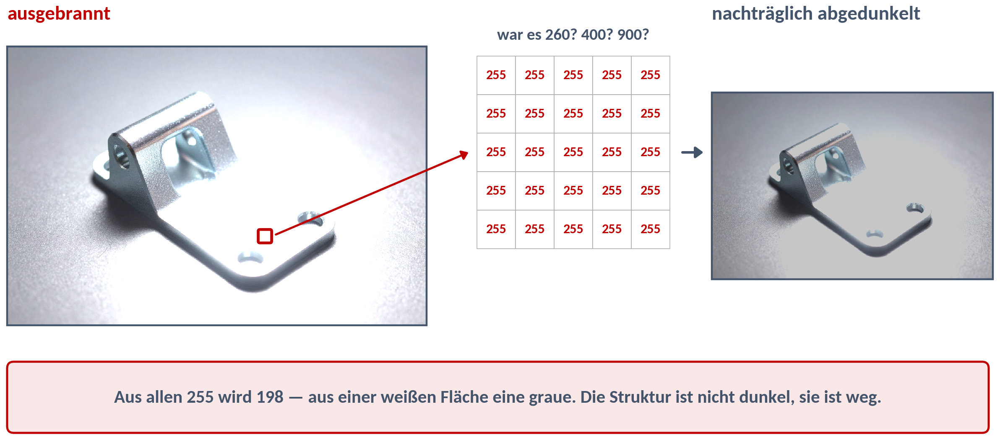 ausgebrannt
nachträglich abgedunkelt
war es 260? 400? 900?
255 255 255 255 255
255 255 255 255 255
255 255 255 255 255
255 255 255 255 255
255 255 255 255 255
Aus allen 255 wird 198 — aus einer weißen Fläche eine graue. Die Struktur ist nicht dunkel, sie ist weg.